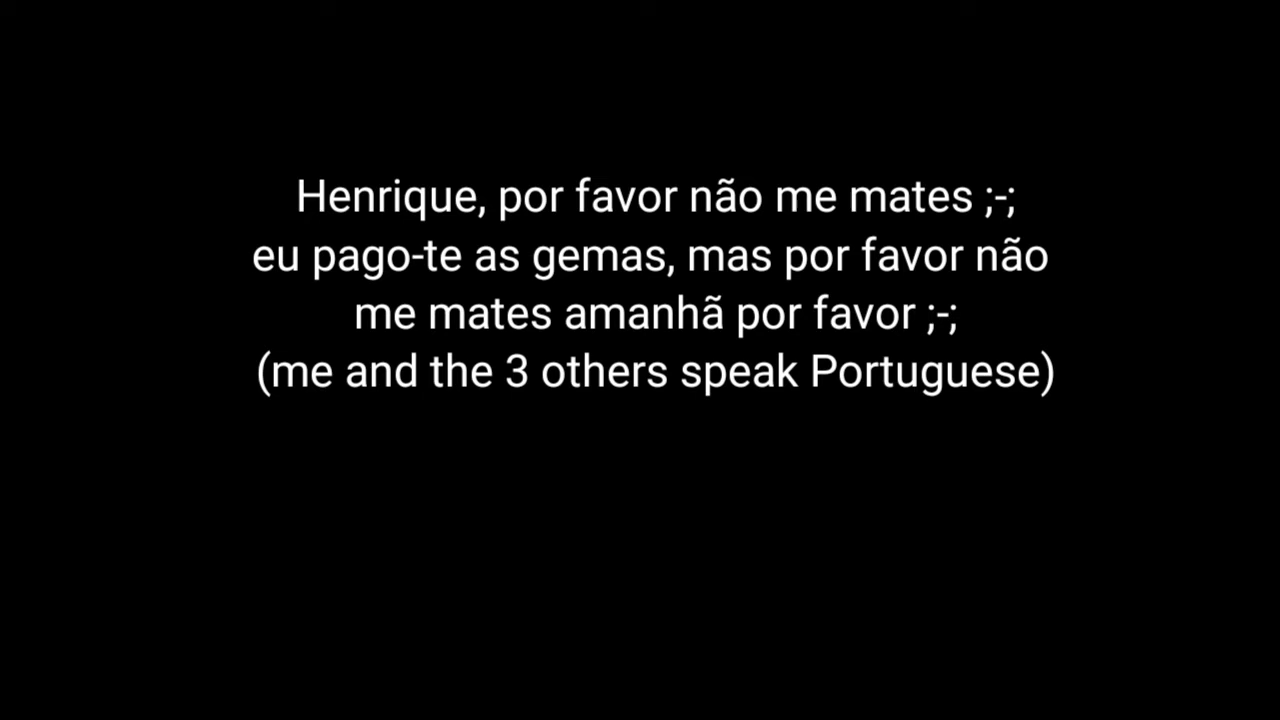 Henrique, por favor não me mates ;-;
eu pago-te as gemas, mas por favor não
me mates amanhã por favor ;-;
(me and the 3 others speak Portuguese)